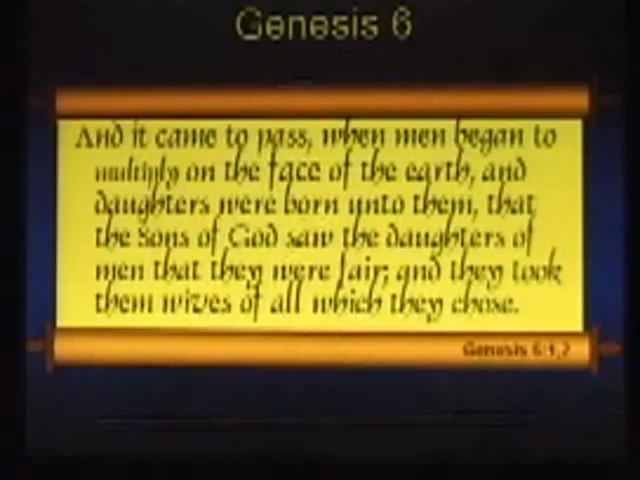 Genesis 6
And it came to pass, when men began to
multiply on the face of the earth, and
daughters were born unto them, that
the Sons of God saw the daughters of
men that they were fair; and they took
them wives of all which they chose.
Genesis 6:1,2